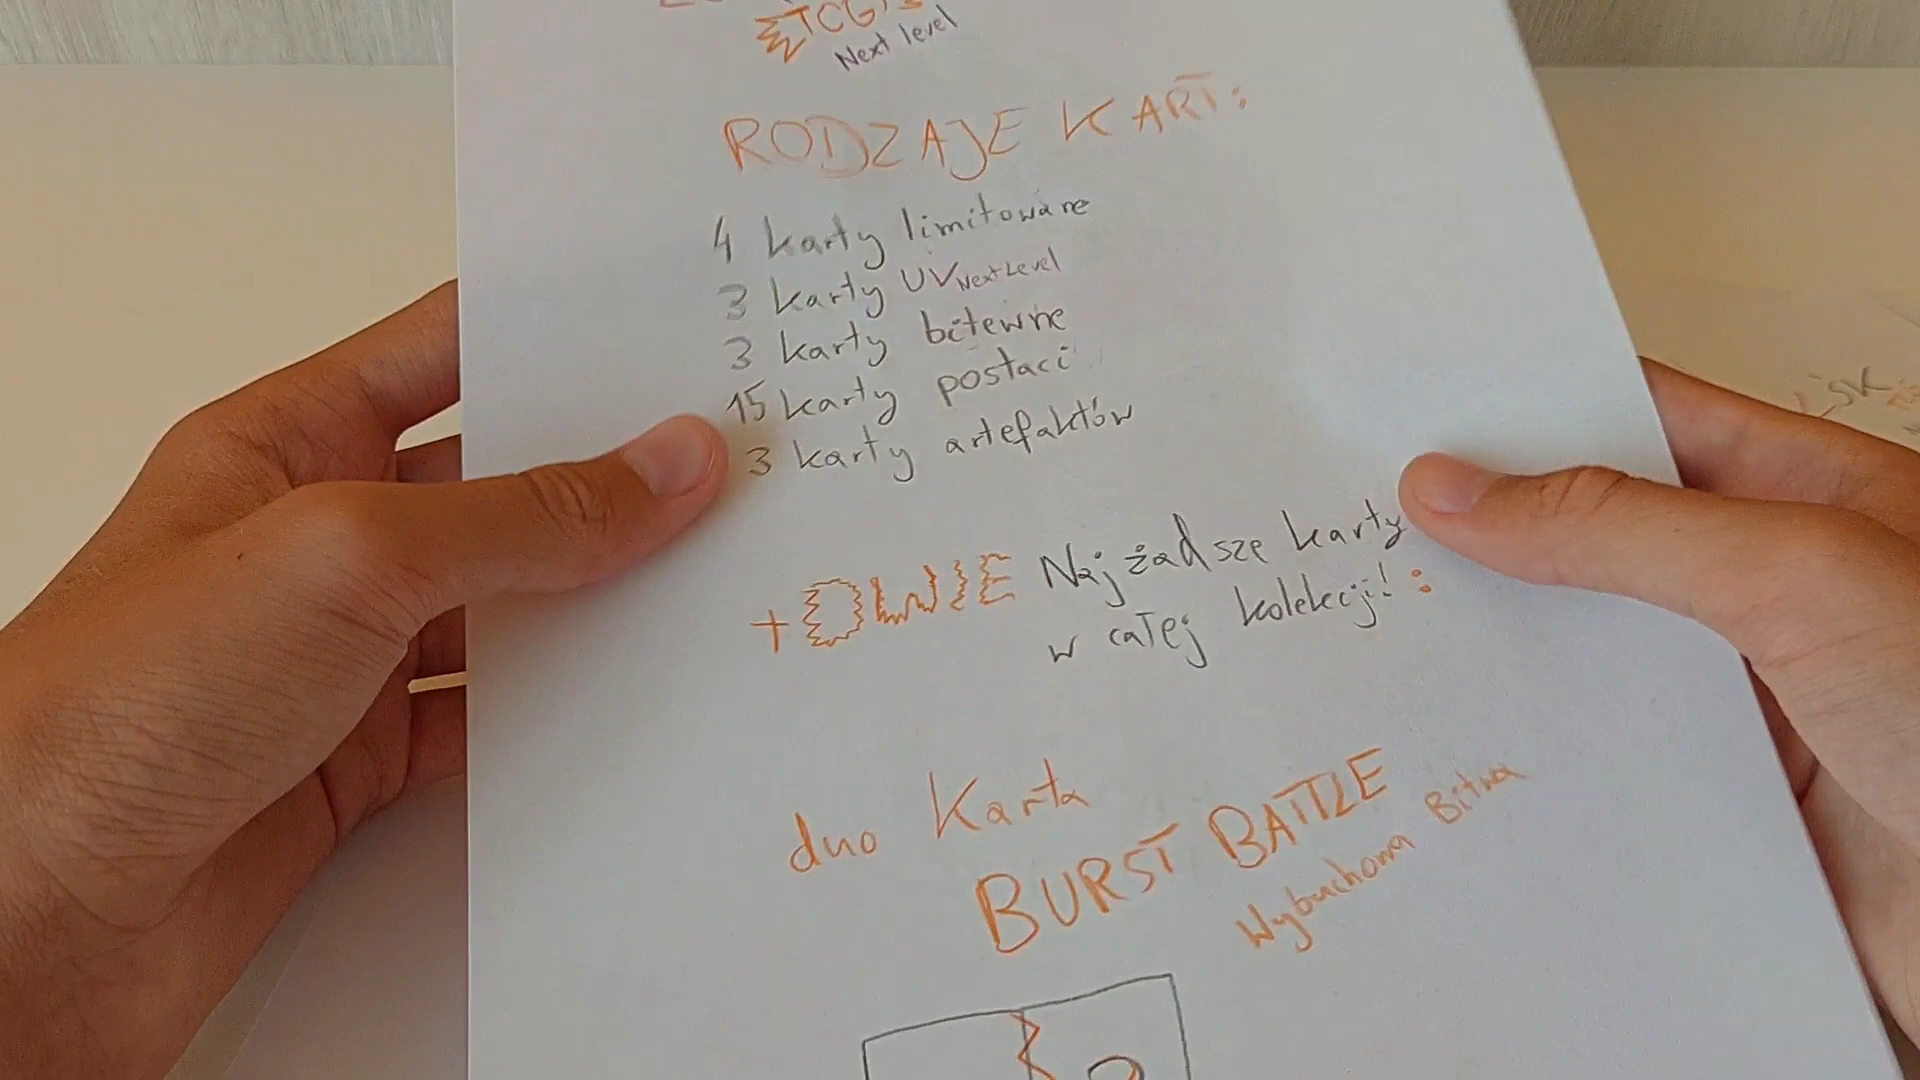 TCG
Next level
RODZAJE KART:
4 karty limitowane
3 karty UV Next Level
3 karty bitewne
15 karty postaci
3 karty artefaktów
+ DWIE Najżadsze karty
w całej kolekcji! :
duo Karta
BURST BATTLE
Wybuchowa Bitwa